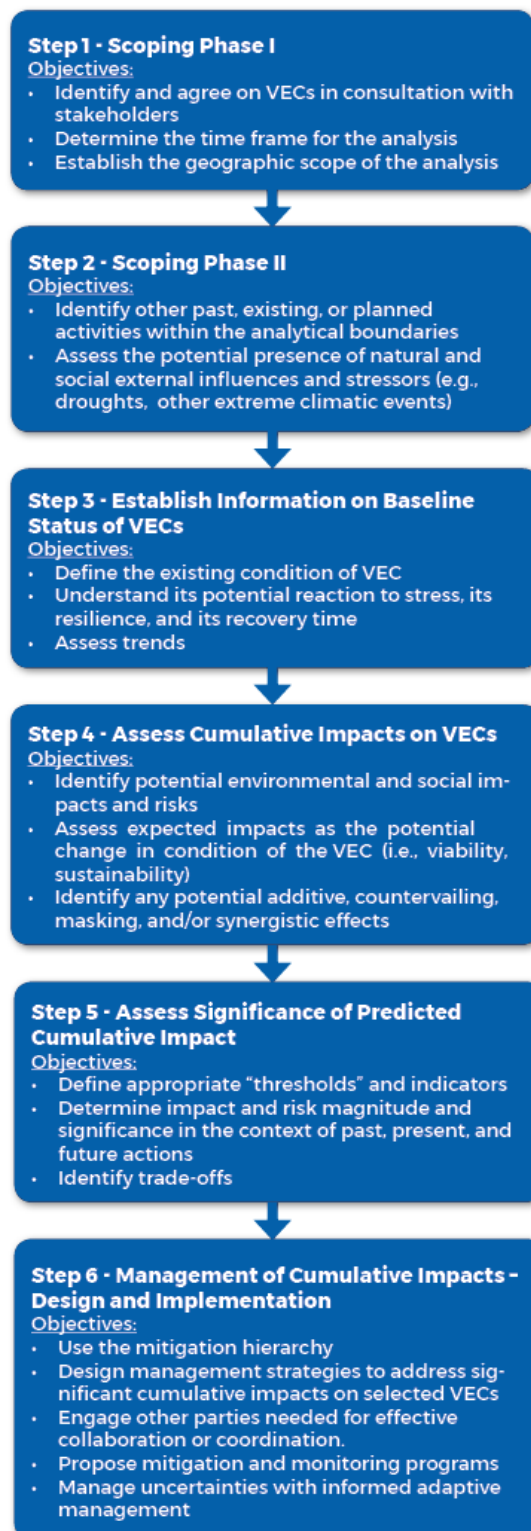 Step 1 - Scoping Phase I
Objectives:
• Identify and agree on VECs in consultation with
stakeholders
• Determine the time frame for the analysis
• Establish the geographic scope of the analysis
Step 2 - Scoping Phase II
Objectives:
• Identify other past, existing, or planned
activities within the analytical boundaries
• Assess the potential presence of natural and
social external influences and stressors (e.g.,
droughts, other extreme climatic events)
Step 3 - Establish Information on Baseline
Status of VECs
Objectives:
• Define the existing condition of VEC
• Understand its potential reaction to stress, its
resilience, and its recovery time
• Assess trends
Step 4 - Assess Cumulative Impacts on VECs
Objectives:
• Identify potential environmental and social im-
pacts and risks
• Assess expected impacts as the potential
change in condition of the VEC (i.e., viability,
sustainability)
• Identify any potential additive, countervailing,
masking, and/or synergistic effects
Step 5 - Assess Significance of Predicted
Cumulative Impact
Objectives:
• Define appropriate “thresholds” and indicators
• Determine impact and risk magnitude and
significance in the context of past, present, and
future actions
• Identify trade-offs
Step 6 - Management of Cumulative Impacts –
Design and Implementation
Objectives:
• Use the mitigation hierarchy
• Design management strategies to address sig-
nificant cumulative impacts on selected VECs
• Engage other parties needed for effective
collaboration or coordination.
• Propose mitigation and monitoring programs
• Manage uncertainties with informed adaptive
management